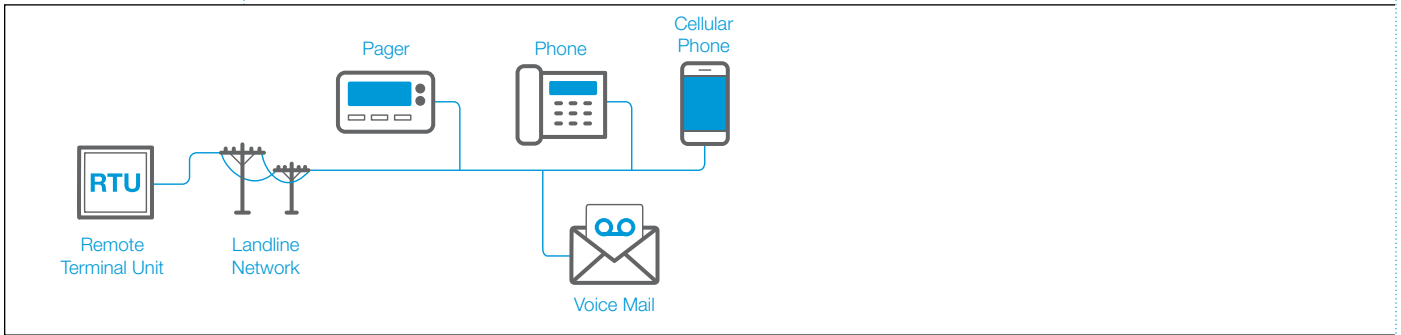 Pager
Phone
Cellular
Phone
RTU
Remote
Terminal Unit
Landline
Network
Voice Mail